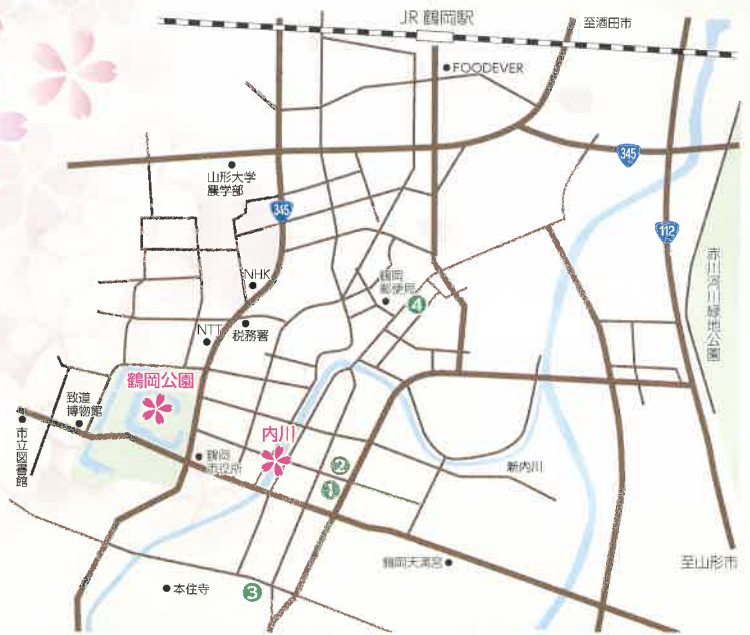 JR 鶴岡駅
至酒田市
FOODEVER
山形大学
農学部
345
345
112
赤川河川緑地公園
NHK
鶴岡
郵便局
4
NTT
税務署
鶴岡公園
致道
博物館
市立図書館
鶴岡
市役所
内川
2
1
新内川
鶴岡天満宮
至山形市
本住寺
3